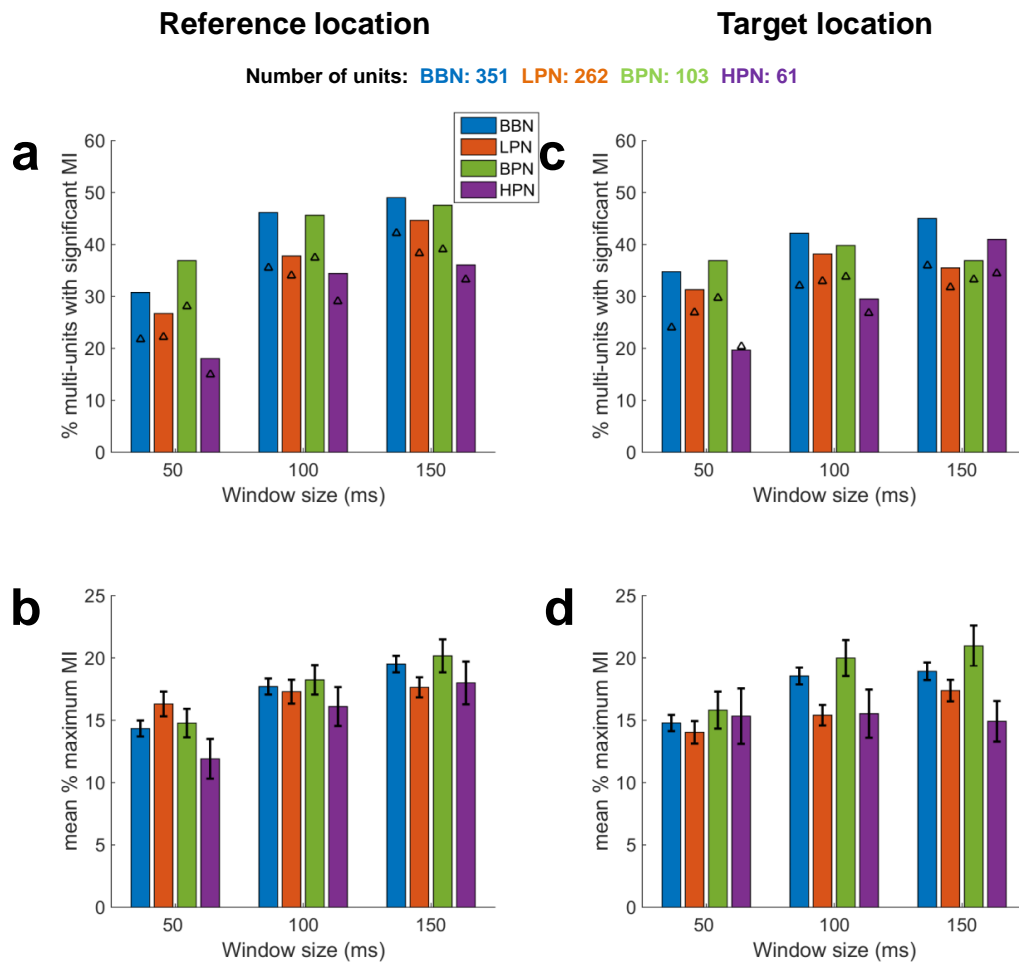 Reference location
Target location
Number of units: BBN: 351 LPN: 262 BPN: 103 HPN: 61
a
% multi-units with significant MI
60
50
40
30
20
10
0
50 100 150
Window size (ms)
BBN
LPN
BPN
HPN
c
% multi-units with significant MI
60
50
40
30
20
10
0
50 100 150
Window size (ms)
b
mean % maximum MI
25
20
15
10
5
0
50 100 150
Window size (ms)
d
mean % maximum MI
25
20
15
10
5
0
50 100 150
Window size (ms)